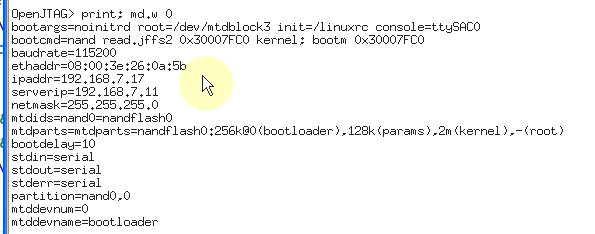 OpenJTAG> print; md.w 0
bootargs=noinitrd root=/dev/mtdblock3 init=/linuxrc console=ttySAC0
bootcmd=nand read.jffs2 0x30007FC0 kernel; bootm 0x30007FC0
baudrate=115200
ethaddr=08:00:3e:26:0a:5b
ipaddr=192.168.7.17
serverip=192.168.7.11
netmask=255.255.255.0
mtdids=nand0=nandflash0
mtdparts=mtdparts=nandflash0:256k@0(bootloader),128k(params),2m(kernel),-(root)
bootdelay=10
stdin=serial
stdout=serial
stderr=serial
partition=nand0,0
mtddevnum=0
mtddevname=bootloader